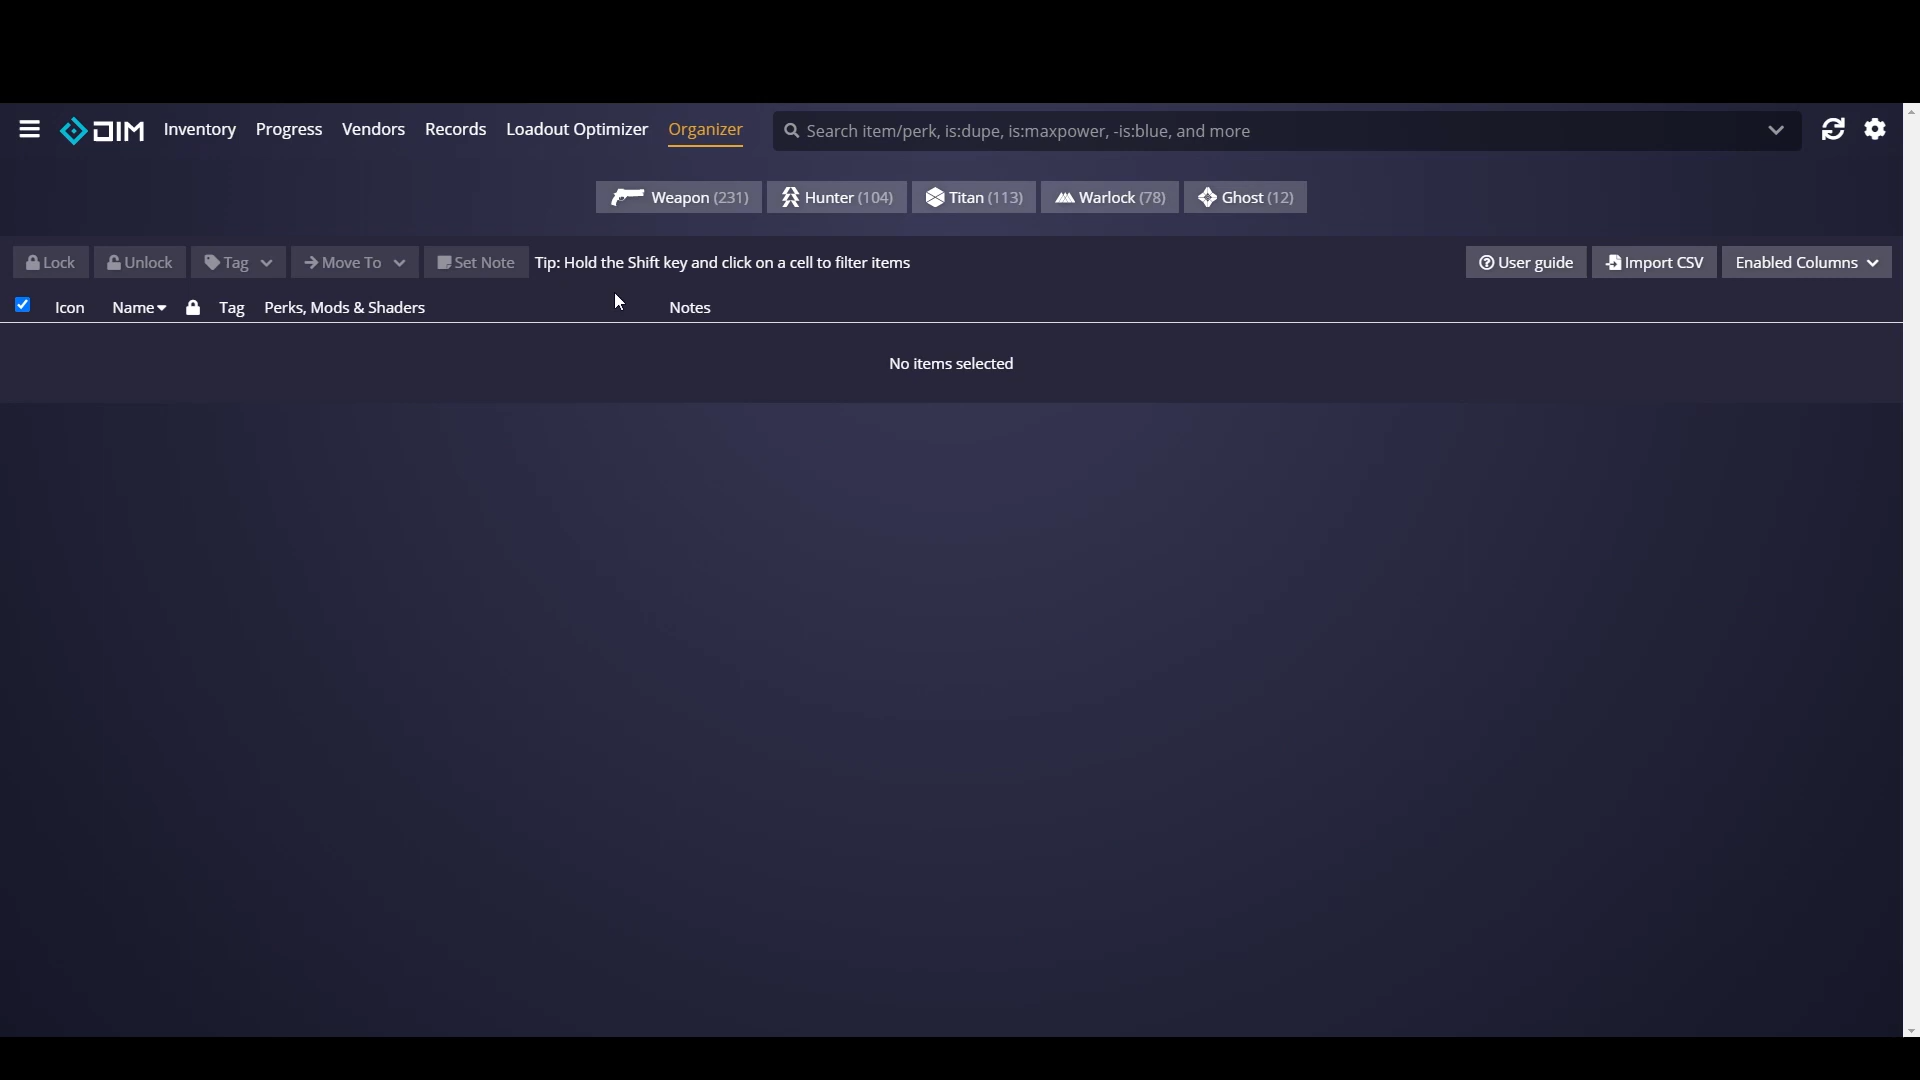 DIM Inventory Progress Vendors Records Loadout Optimizer Organizer Search item/perk, is:dupe, is:maxpower, -is:blue, and more
Weapon (231) Hunter (104) Titan (113) Warlock (78) Ghost (12)
Lock Unlock Tag Move To Set Note Tip: Hold the Shift key and click on a cell to filter items User guide Import CSV Enabled Columns
Icon Name Tag Perks, Mods & Shaders Notes
No items selected